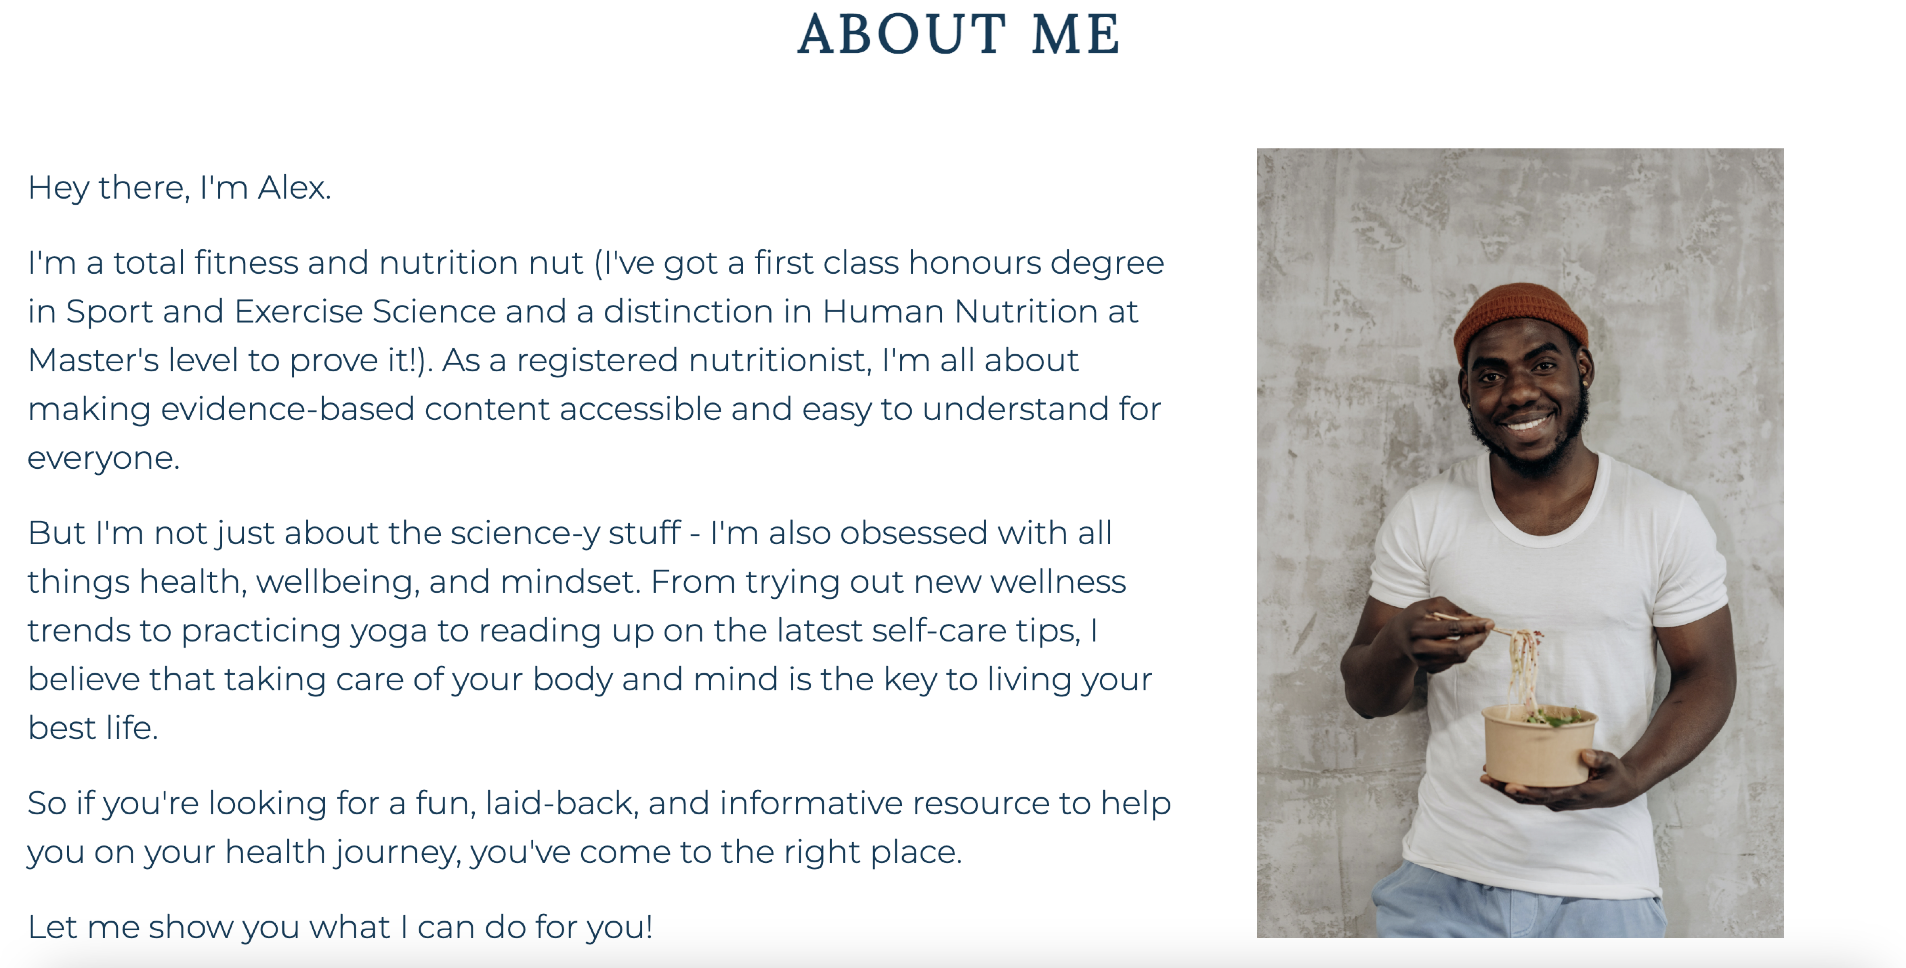 ABOUT ME
Hey there, I'm Alex.
I'm a total fitness and nutrition nut (I've got a first class honours degree
in Sport and Exercise Science and a distinction in Human Nutrition at
Master's level to prove it!). As a registered nutritionist, I'm all about
making evidence-based content accessible and easy to understand for
everyone.
But I'm not just about the science-y stuff - I'm also obsessed with all
things health, wellbeing, and mindset. From trying out new wellness
trends to practicing yoga to reading up on the latest self-care tips, I
believe that taking care of your body and mind is the key to living your
best life.
So if you're looking for a fun, laid-back, and informative resource to help
you on your health journey, you've come to the right place.
Let me show you what I can do for you!